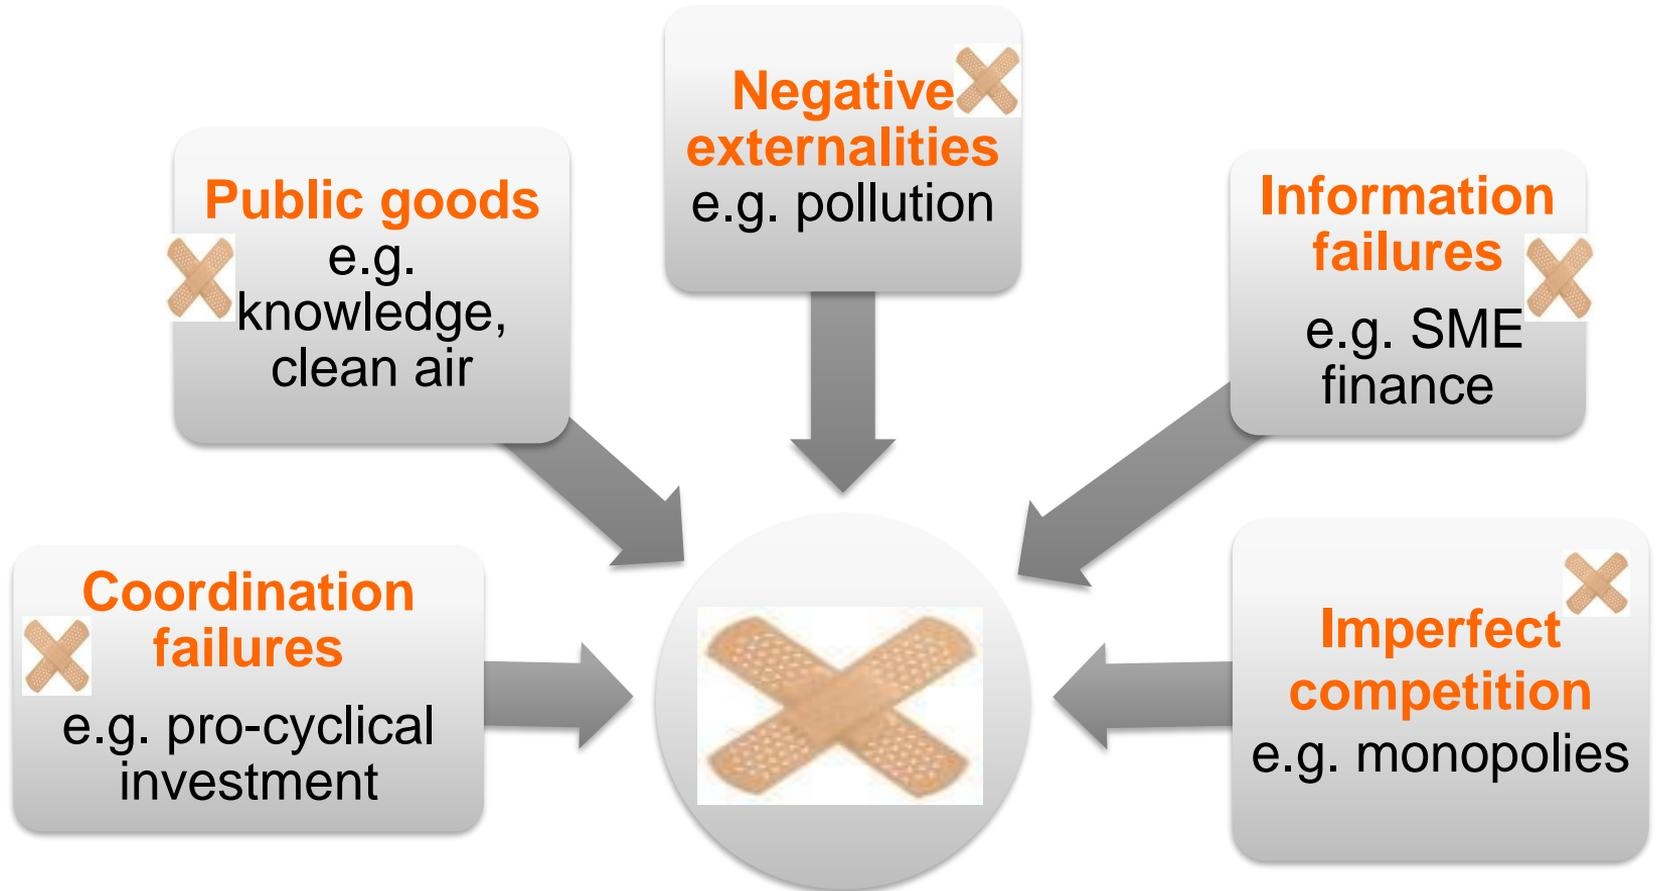 Negative
externalities
e.g. pollution
Public goods
e.g.
knowledge,
clean air
Information
failures
e.g. SME
finance
Coordination
failures
e.g. pro-cyclical
investment
Imperfect
competition
e.g. monopolies